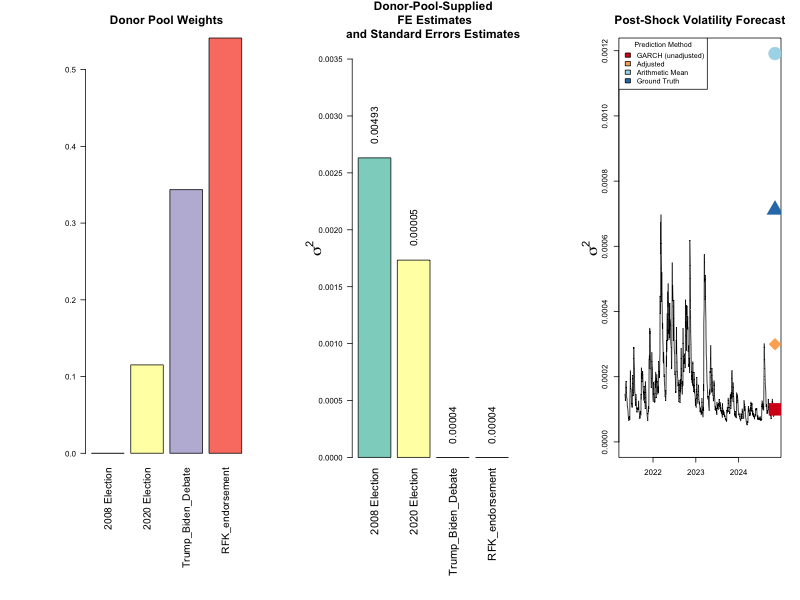 Donor Pool Weights
0.5
0.4
0.3
0.2
0.1
0.0
2008 Election
2020 Election
Trump_Biden_Debate
RFK_endorsement
Donor-Pool-Supplied
FE Estimates
and Standard Errors Estimates
σ²
0.0035
0.0030
0.0025
0.0020
0.0015
0.0010
0.0005
0.0000
0.00493
0.00005
0.00004
0.00004
2008 Election
2020 Election
Trump_Biden_Debate
RFK_endorsement
Post-Shock Volatility Forecast
σ²
0.0012
0.0010
0.0008
0.0006
0.0004
0.0002
0.0000
Prediction Method
GARCH (unadjusted)
Adjusted
Arithmetic Mean
Ground Truth
2022
2023
2024